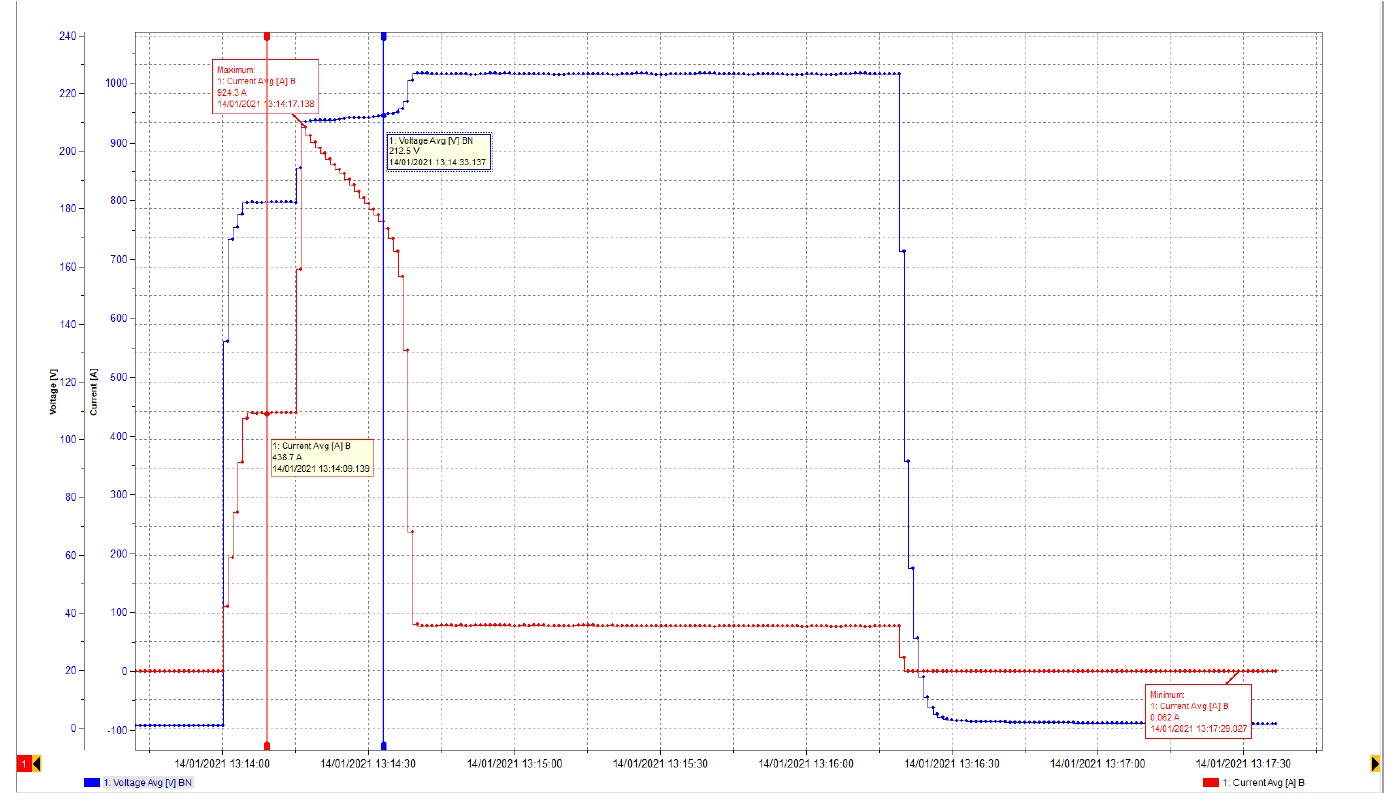 240
220
200
180
160
140
120
100
80
60
40
20
0
Voltage [V]
1000
900
800
700
600
500
400
300
200
100
0
-100
Current [A]
Maximum:
1: Current Avg [A] B
924.3 A
14/01/2021 13:14:17.138
1: Voltage Avg [V] BN
212.5 V
14/01/2021 13:14:33.137
1: Current Avg [A] B
438.7 A
14/01/2021 13:14:09.139
Minimum:
1: Current Avg [A] B
0.062 A
14/01/2021 13:17:29.027
1
14/01/2021 13:14:00
14/01/2021 13:14:30
14/01/2021 13:15:00
14/01/2021 13:15:30
14/01/2021 13:16:00
14/01/2021 13:16:30
14/01/2021 13:17:00
14/01/2021 13:17:30
1: Voltage Avg [V] BN
1: Current Avg [A] B